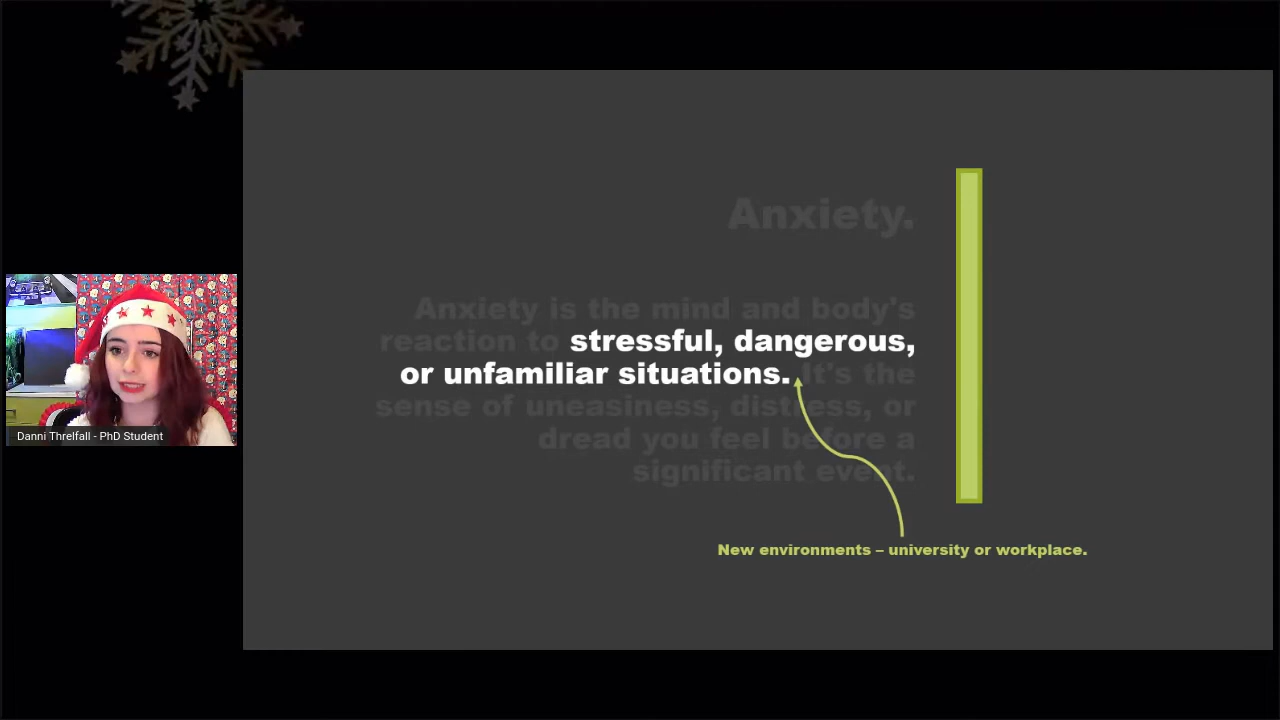 Anxiety.
Anxiety is the mind and body's
reaction to stressful, dangerous,
or unfamiliar situations. It's the
sense of uneasiness, distress, or
dread you feel before a
significant event.
New environments – university or workplace.
Danni Threlfall - PhD Student